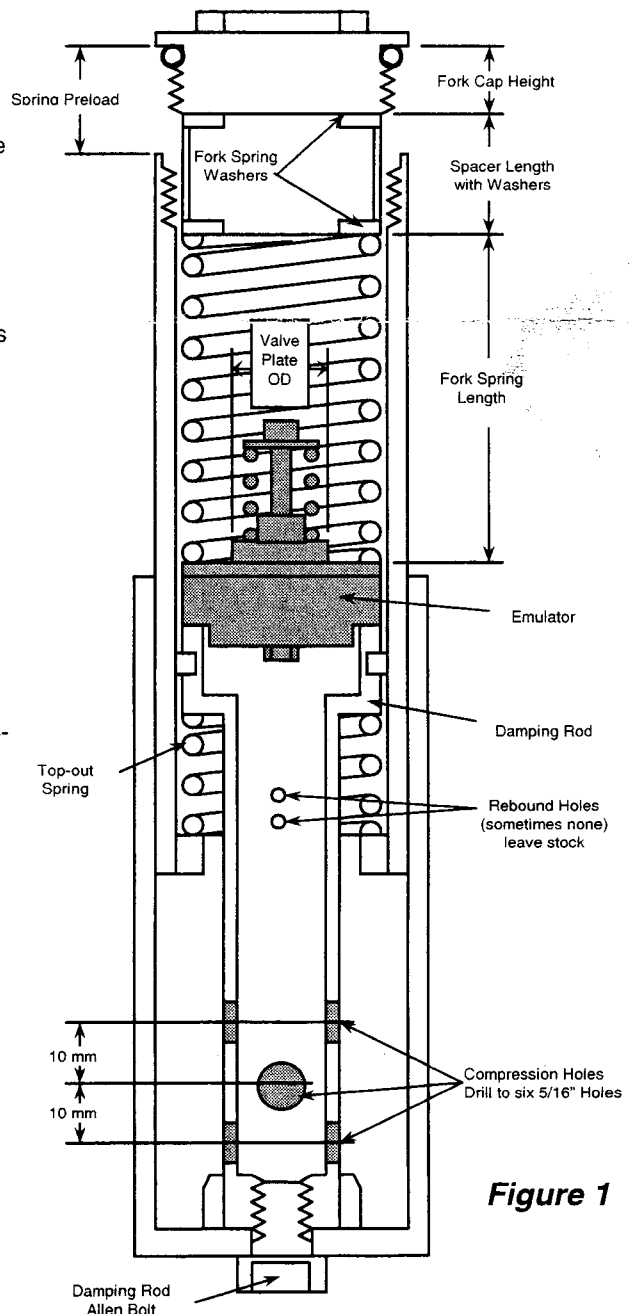 Spring Preload
Fork Cap Height
e
Fork Spring
Washers
Spacer Length
with Washers
s
Valve
Plate
OD
Fork Spring
Length
Emulator
-
Damping Rod
Top-out
Spring
Rebound Holes
(sometimes none)
leave stock
10 mm
10 mm
Compression Holes
Drill to six 5/16" Holes
Figure 1
Damping Rod
Allen Bolt